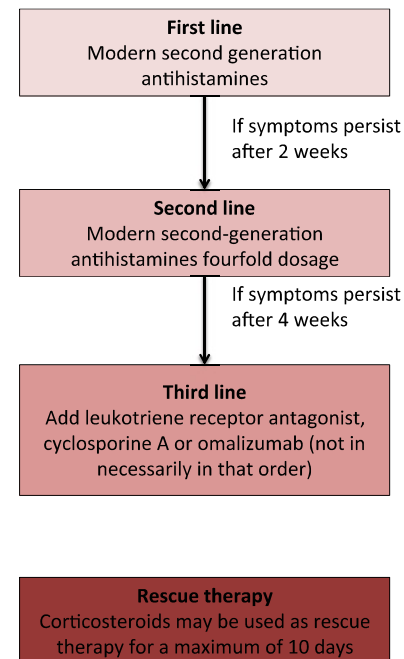 First line
Modern second generation
antihistamines
If symptoms persist
after 2 weeks
Second line
Modern second-generation
antihistamines fourfold dosage
If symptoms persist
after 4 weeks
Third line
Add leukotriene receptor antagonist,
cyclosporine A or omalizumab (not in
necessarily in that order)
Rescue therapy
Corticosteroids may be used as rescue
therapy for a maximum of 10 days